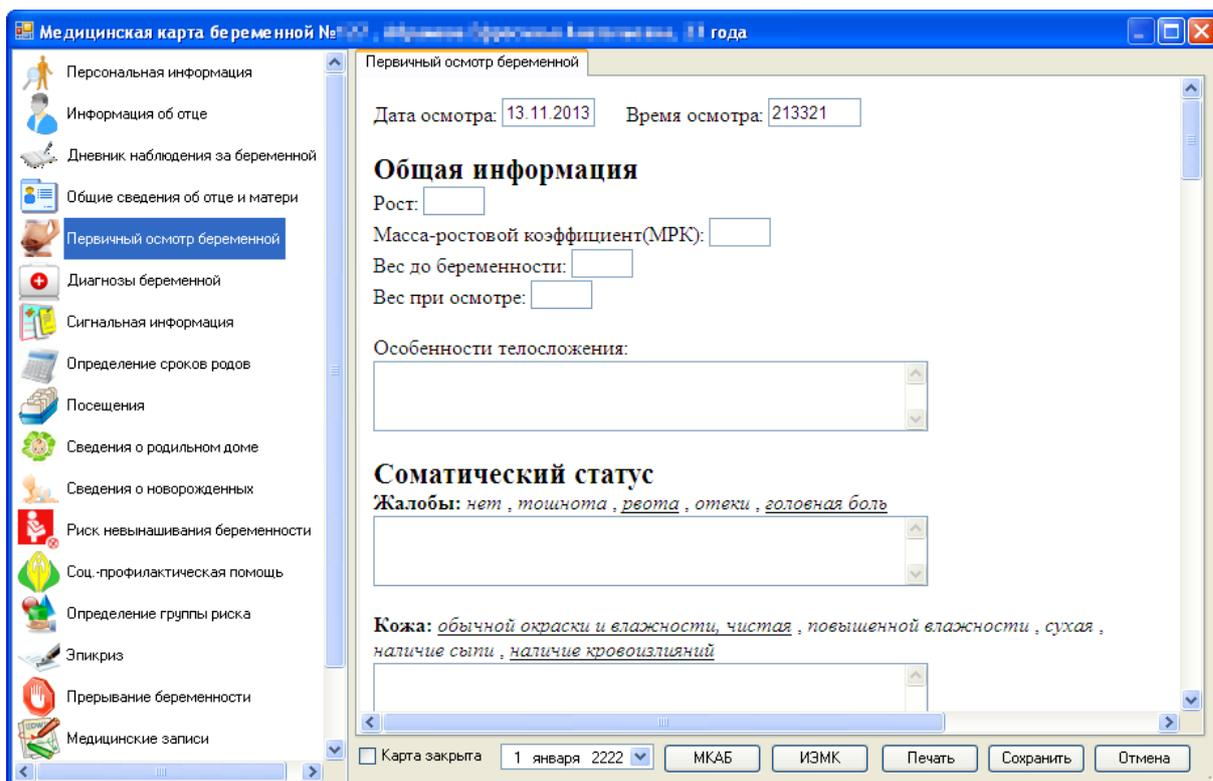 Медицинская карта беременной № года
Персональная информация
Информация об отце
Дневник наблюдения за беременной
Общие сведения об отце и матери
Первичный осмотр беременной
Диагнозы беременной
Сигнальная информация
Определение сроков родов
Посещения
Сведения о родильном доме
Сведения о новорожденных
Риск невынашивания беременности
Соц.-профилактическая помощь
Определение группы риска
Эпикриз
Прерывание беременности
Медицинские записи
Первичный осмотр беременной
Дата осмотра: 13.11.2013 Время осмотра: 213321
Общая информация
Рост:
Масса-ростовой коэффициент(МРК):
Вес до беременности:
Вес при осмотре:
Особенности телосложения:
Соматический статус
Жалобы: нет , тошнота , рвота , отеки , головная боль
Кожа: обычной окраски и влажности, чистая , повышенной влажности , сухая ,
наличие сыпи , наличие кровоизлияний
Карта закрыта 1 января 2222 МКАБ ИЭМК Печать Сохранить Отмена